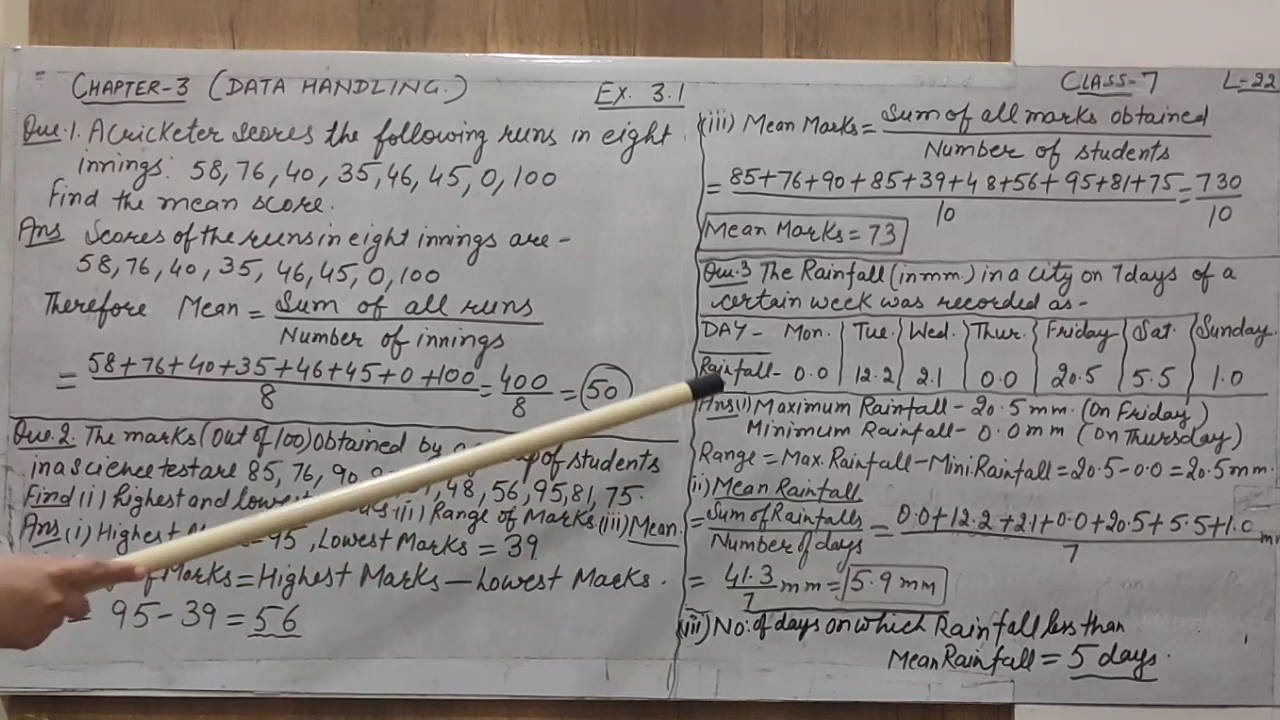 CHAPTER-3 (DATA HANDLING.)
EX. 3.1
CLASS-7
L-22
Que.1. A Cricketer scores the following runs in eight
innings: 58, 76, 40, 35, 46, 45, 0, 100
Find the mean score.
Ans Scores of the runs in eight innings are -
58, 76, 40, 35, 46, 45, 0, 100
Therefore Mean = Sum of all runs
Number of innings
= 58+76+40+35+46+45+0+100 = 400 = 50
8 8
Que.2. The marks (out of 100) obtained by a of students
in a science test are 85, 76, 90, 48, 56, 95, 81, 75.
Find (i) highest and lowest (ii) Range of Marks (iii) Mean.
Ans (i) Highest 95, Lowest Marks = 39
Marks = Highest Marks – Lowest Marks.
= 95 – 39 = 56
(iii) Mean Marks = Sum of all marks obtained
Number of students
= 85+76+90+85+39+48+56+95+81+75 = 730
10 10
Mean Marks = 73
Que.3 The Rainfall (in mm.) in a city on 7 days of a
certain week was recorded as -
DAY - Mon. Tue. Wed. Thur. Friday Sat. Sunday
Rainfall - 0.0 12.2 2.1 0.0 20.5 5.5 1.0
Ans (i) Maximum Rainfall - 20.5 mm. (On Friday)
Minimum Rainfall - 0.0 mm (On Thursday)
Range = Max. Rainfall – Mini. Rainfall = 20.5 - 0.0 = 20.5 mm.
(ii) Mean Rainfall
= Sum of Rainfalls = 0.0+12.2+2.1+0.0+20.5+5.5+1.0 mm
Number of days 7
= 41.3 mm = 5.9 mm
7
(iii) No. of days on which Rainfall less than
Mean Rainfall = 5 days.